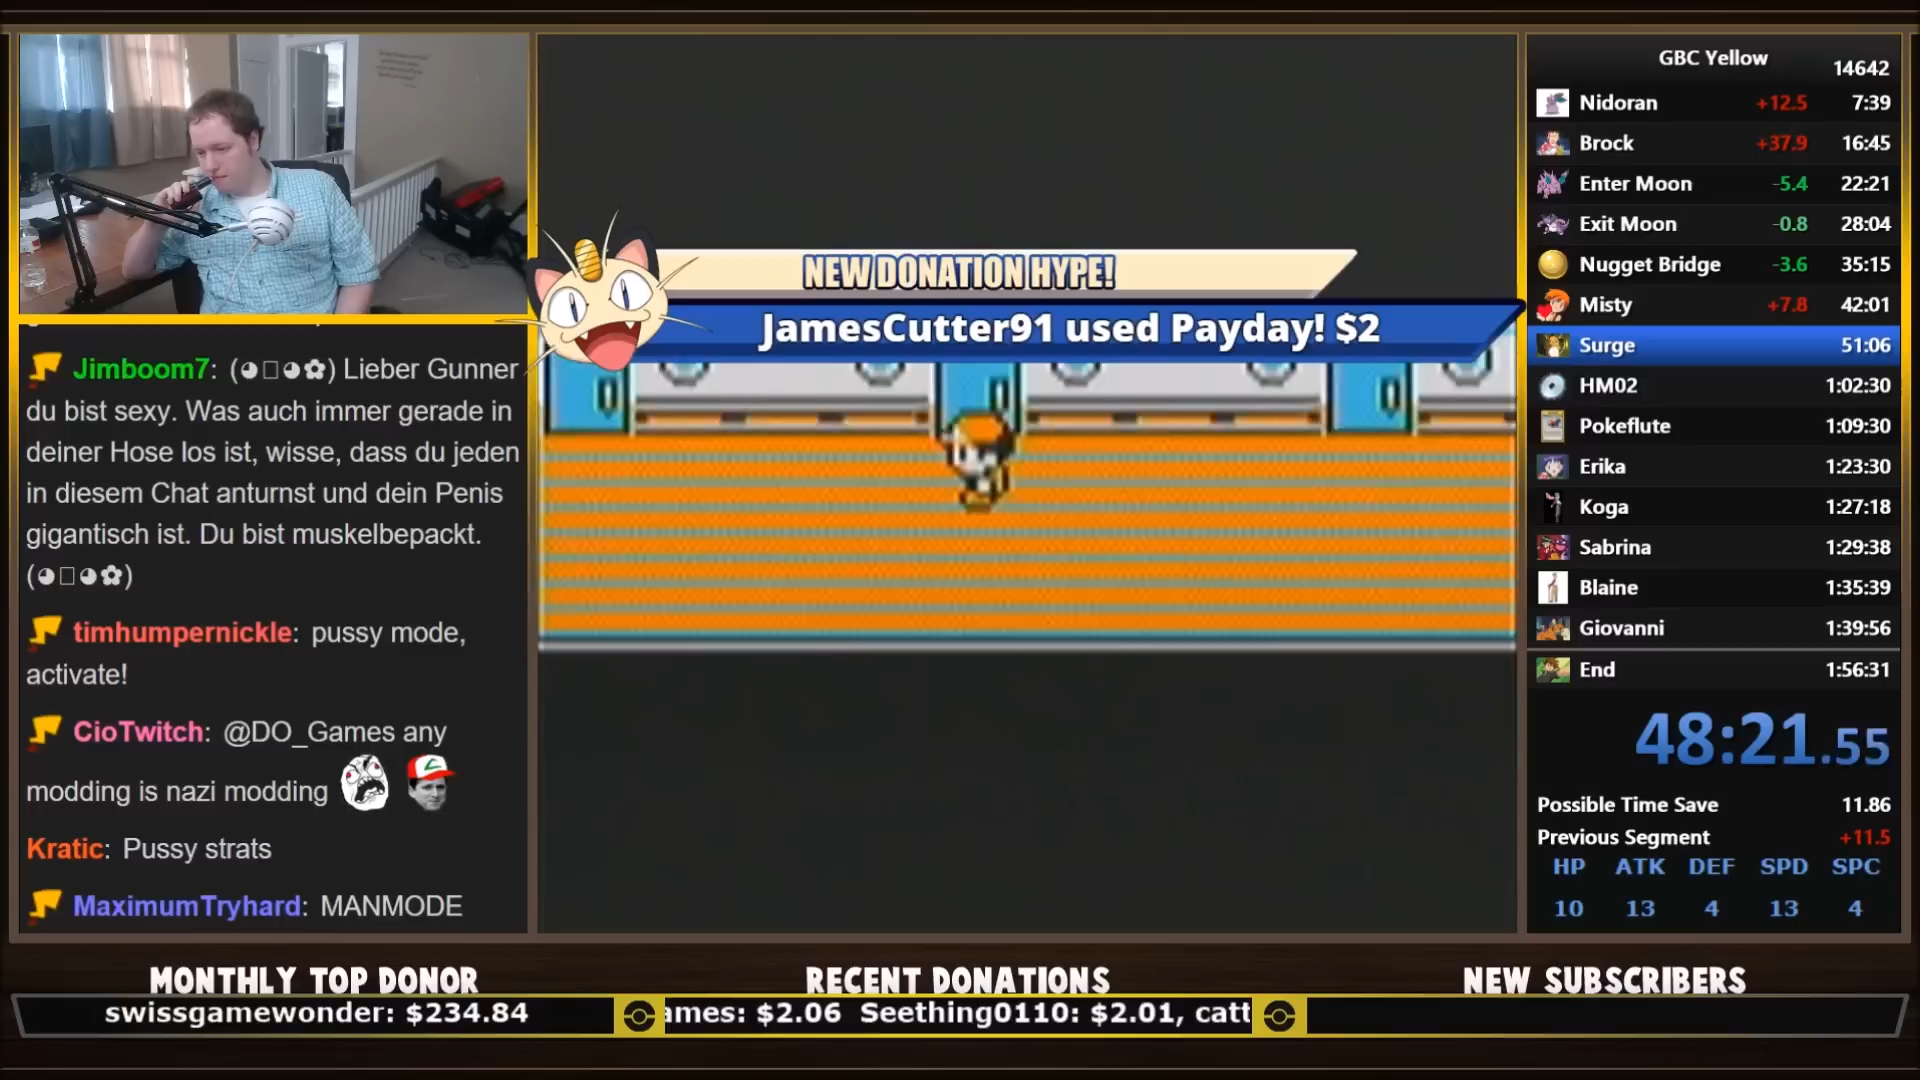 GBC Yellow
14642
Nidoran +12.5 7:39
Brock +37.9 16:45
Enter Moon -5.4 22:21
Exit Moon -0.8 28:04
Nugget Bridge -3.6 35:15
Misty +7.8 42:01
Surge 51:06
HM02 1:02:30
Pokeflute 1:09:30
Erika 1:23:30
Koga 1:27:18
Sabrina 1:29:38
Blaine 1:35:39
Giovanni 1:39:56
End 1:56:31
48:21.55
Possible Time Save 11.86
Previous Segment +11.5
HP ATK DEF SPD SPC
10 13 4 13 4
NEW DONATION HYPE!
JamesCutter91 used Payday! $2
Jimboom7: (◕□◕✿) Lieber Gunner
du bist sexy. Was auch immer gerade in
deiner Hose los ist, wisse, dass du jeden
in diesem Chat anturnst und dein Penis
gigantisch ist. Du bist muskelbepackt.
(◕□◕✿)
timhumpernickle: pussy mode,
activate!
CioTwitch: @DO_Games any
modding is nazi modding
Kratic: Pussy strats
MaximumTryhard: MANMODE
MONTHLY TOP DONOR
swissgamewonder: $234.84
RECENT DONATIONS
ames: $2.06 Seething0110: $2.01, catt
NEW SUBSCRIBERS